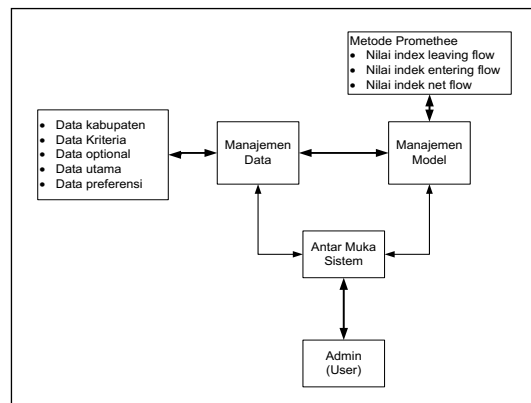 Metode Promethee
• Nilai index leaving flow
• Nilai indek entering flow
• Nilai indek net flow
• Data kabupaten
• Data Kriteria
• Data optional
• Data utama
• Data preferensi
Manajemen
Data
Manajemen
Model
Antar Muka
Sistem
Admin
(User)